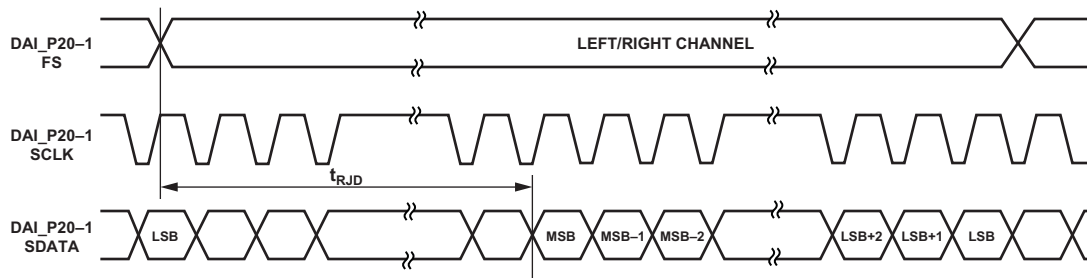 DAI_P20–1
FS
LEFT/RIGHT CHANNEL
DAI_P20–1
SCLK
tRJD
DAI_P20–1
SDATA
LSB
MSB
MSB–1
MSB–2
LSB+2
LSB+1
LSB